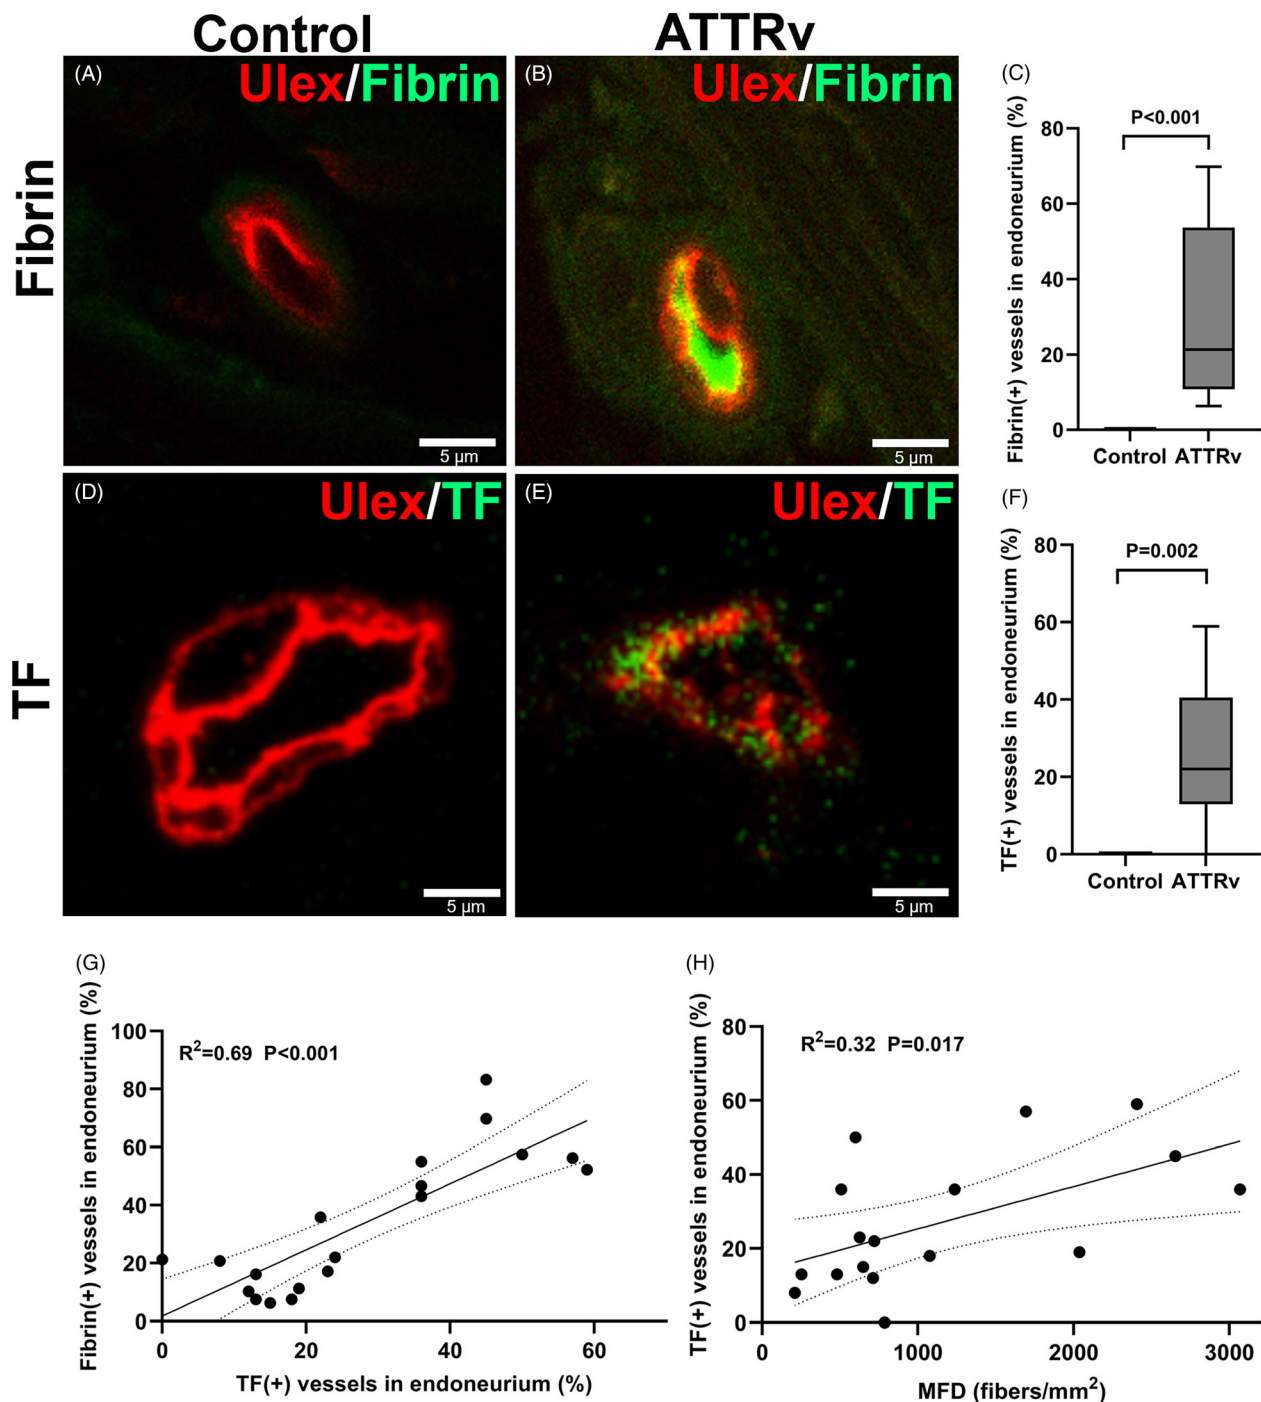 Control
ATTRv
(A)
Ulex/Fibrin
(B)
Ulex/Fibrin
(C)
Fibrin
5 µm
5 µm
Fibrin(+) vessels in endoneurium (%)
P<0.001
80
60
40
20
0
Control ATTRv
(D)
Ulex/TF
(E)
Ulex/TF
(F)
TF
5 µm
5 µm
TF(+) vessels in endoneurium (%)
P=0.002
80
60
40
20
0
Control ATTRv
(G)
Fibrin(+) vessels in endoneurium (%)
R²=0.69 P<0.001
100
80
60
40
20
0
0 20 40 60
TF(+) vessels in endoneurium (%)
(H)
TF(+) vessels in endoneurium (%)
R²=0.32 P=0.017
80
60
40
20
0
0 1000 2000 3000
MFD (fibers/mm²)